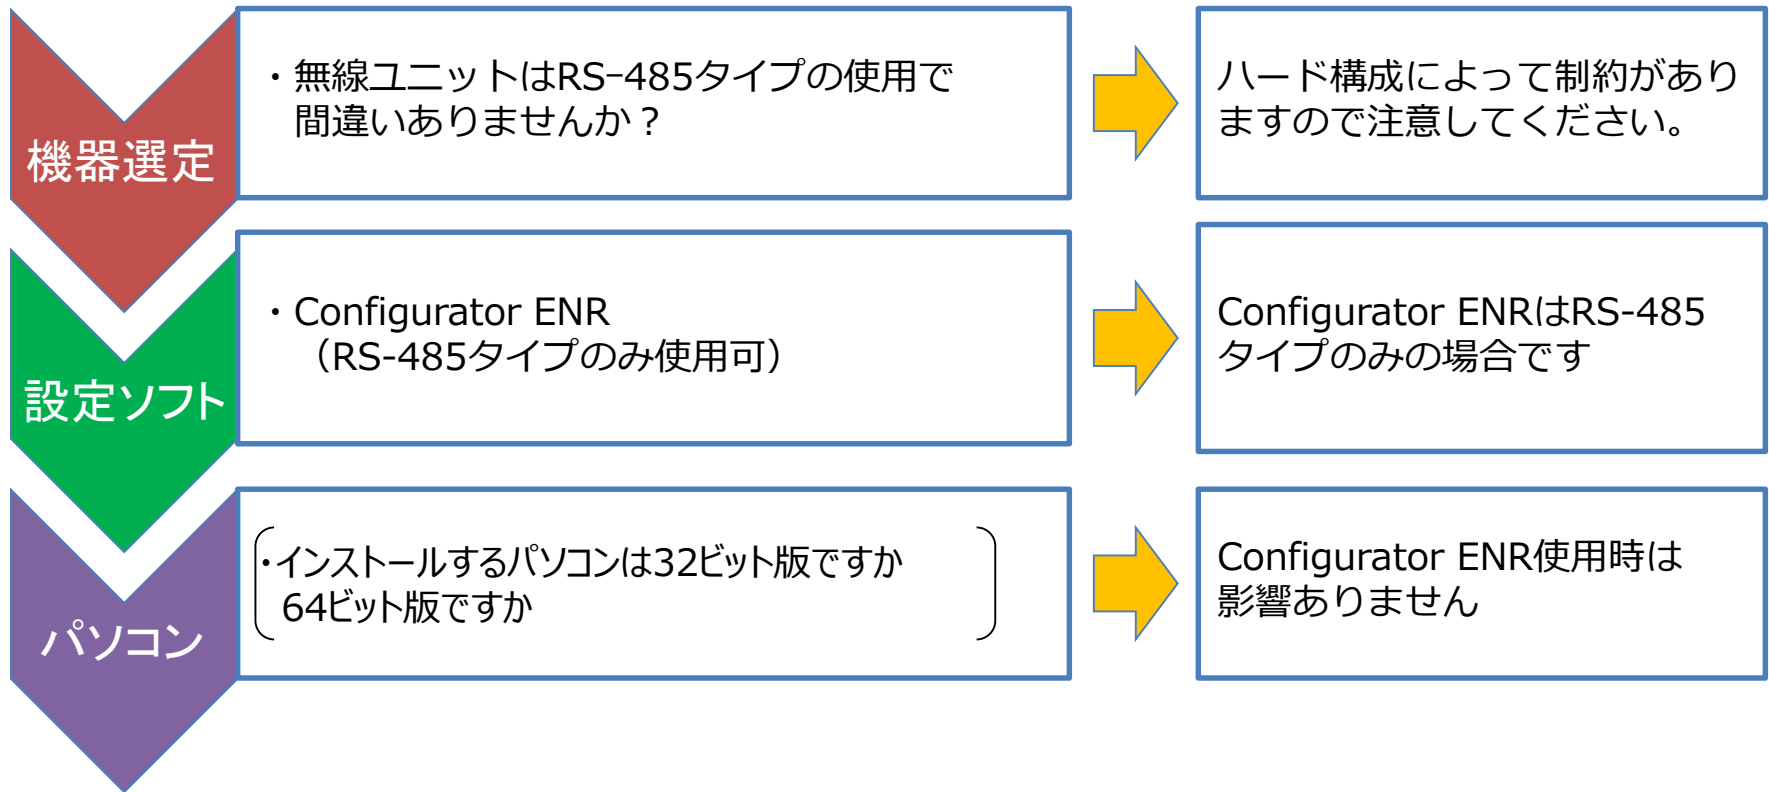 機器選定
・無線ユニットはRS-485タイプの使用で
間違いありませんか？
ハード構成によって制約があり
ますので注意してください。
設定ソフト
・Configurator ENR
（RS-485タイプのみ使用可）
Configurator ENRはRS-485
タイプのみの場合です
パソコン
・インストールするパソコンは32ビット版ですか
64ビット版ですか
Configurator ENR使用時は
影響ありません